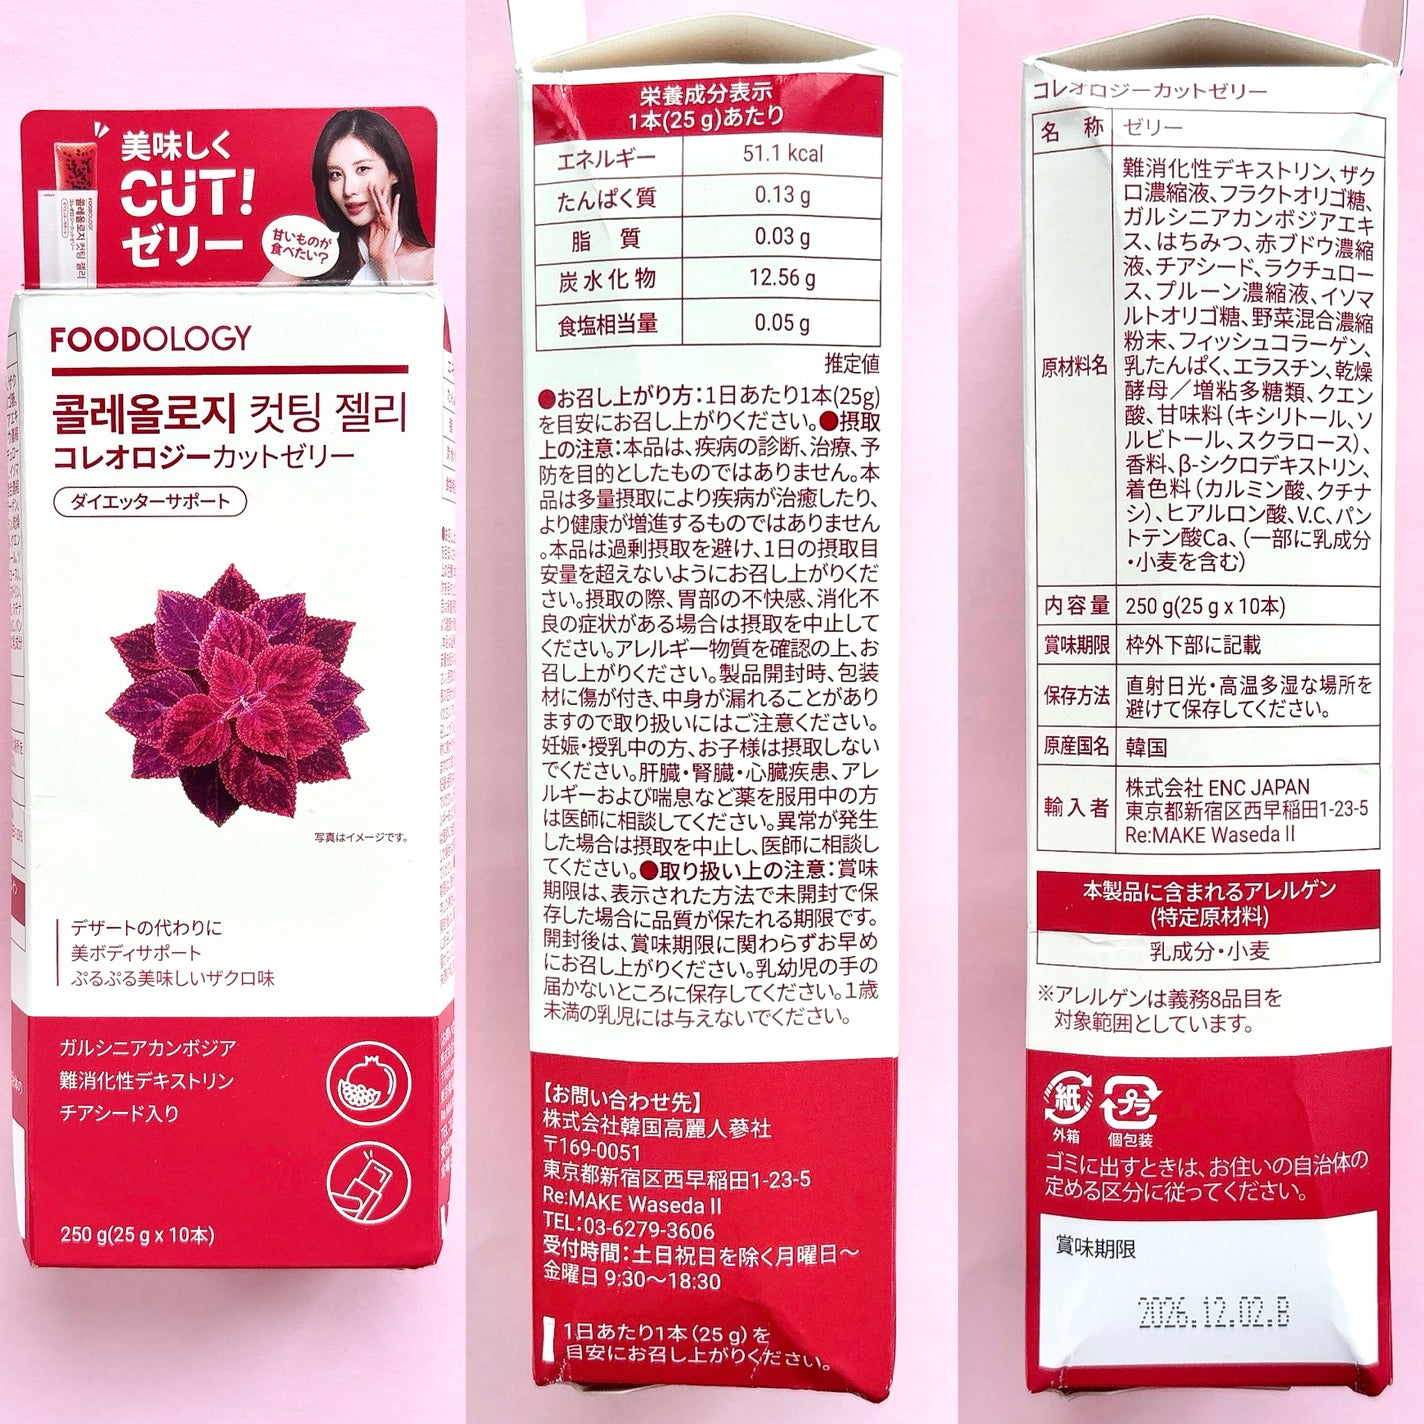 美味しく
CUT!
ゼリー
甘いものが
食べたい?
FOODOLOGY
콜레올로지 컷팅 젤리
コレオロジーカットゼリー
ダイエッターサポート
写真はイメージです。
デザートの代わりに
美ボディサポート
ぷるぷる美味しいザクロ味
ガルシニアカンボジア
難消化性デキストリン
チアシード入り
250 g(25 g x 10本)
栄養成分表示
1本(25 g)あたり
エネルギー 51.1 kcal
たんぱく質 0.13 g
脂 質 0.03 g
炭水化物 12.56 g
食塩相当量 0.05 g
推定値
●お召し上がり方:1日あたり1本(25g)
を目安にお召し上がりください。●摂取
上の注意:本品は、疾病の診断、治療、予
防を目的としたものではありません。本
品は多量摂取により疾病が治癒したり、
より健康が増進するものではありません
。本品は過剰摂取を避け、1日の摂取目
安量を超えないようにお召し上がりくだ
さい。摂取の際、胃部の不快感、消化不
良の症状がある場合は摂取を中止して
ください。アレルギー物質を確認の上、お
召し上がりください。製品開封時、包装
材に傷が付き、中身が漏れることがあり
ますので取り扱いにはご注意ください。
妊娠・授乳中の方、お子様は摂取しない
でください。肝臓・腎臓・心臓疾患、アレ
ルギーおよび喘息など薬を服用中の方
は医師に相談してください。異常が発生
した場合は摂取を中止し、医師に相談し
てください。●取り扱い上の注意:賞味
期限は、表示された方法で未開封で保
存した場合に品質が保たれる期限です。
開封後は、賞味期限に関わらずお早め
にお召し上がりください。乳幼児の手の
届かないところに保存してください。1歳
未満の乳児には与えないでください。
【お問い合わせ先】
株式会社韓国高麗人蔘社
〒169-0051
東京都新宿区西早稲田1-23-5
Re:MAKE Waseda II
TEL:03-6279-3606
受付時間:土日祝日を除く月曜日〜
金曜日 9:30〜18:30
1日あたり1本(25 g)を
目安にお召し上がりください。
コレオロジーカットゼリー
名 称 ゼリー
原材料名
難消化性デキストリン、ザク
ロ濃縮液、フラクトオリゴ糖、
ガルシニアカンボジアエキ
ス、はちみつ、赤ブドウ濃縮
液、チアシード、ラクチュロー
ス、プルーン濃縮液、イソマ
ルトオリゴ糖、野菜混合濃縮
粉末、フィッシュコラーゲン、
乳たんぱく、エラスチン、乾燥
酵母／増粘多糖類、クエン
酸、甘味料(キシリトール、ソ
ルビトール、スクラロース)、
香料、β-シクロデキストリン、
着色料(カルミン酸、クチナ
シ)、ヒアルロン酸、V.C、パン
トテン酸Ca、(一部に乳成分
・小麦を含む)
内容量 250 g(25 g x 10本)
賞味期限 枠外下部に記載
保存方法 直射日光・高温多湿な場所を
避けて保存してください。
原産国名 韓国
輸入者 株式会社 ENC JAPAN
東京都新宿区西早稲田1-23-5
Re:MAKE Waseda II
本製品に含まれるアレルゲン
(特定原材料)
乳成分・小麦
※アレルゲンは義務8品目を
対象範囲としています。
紙 プラ
外箱 個包装
ゴミに出すときは、お住いの自治体の
定める区分に従ってください。
賞味期限
2026.12.02.B